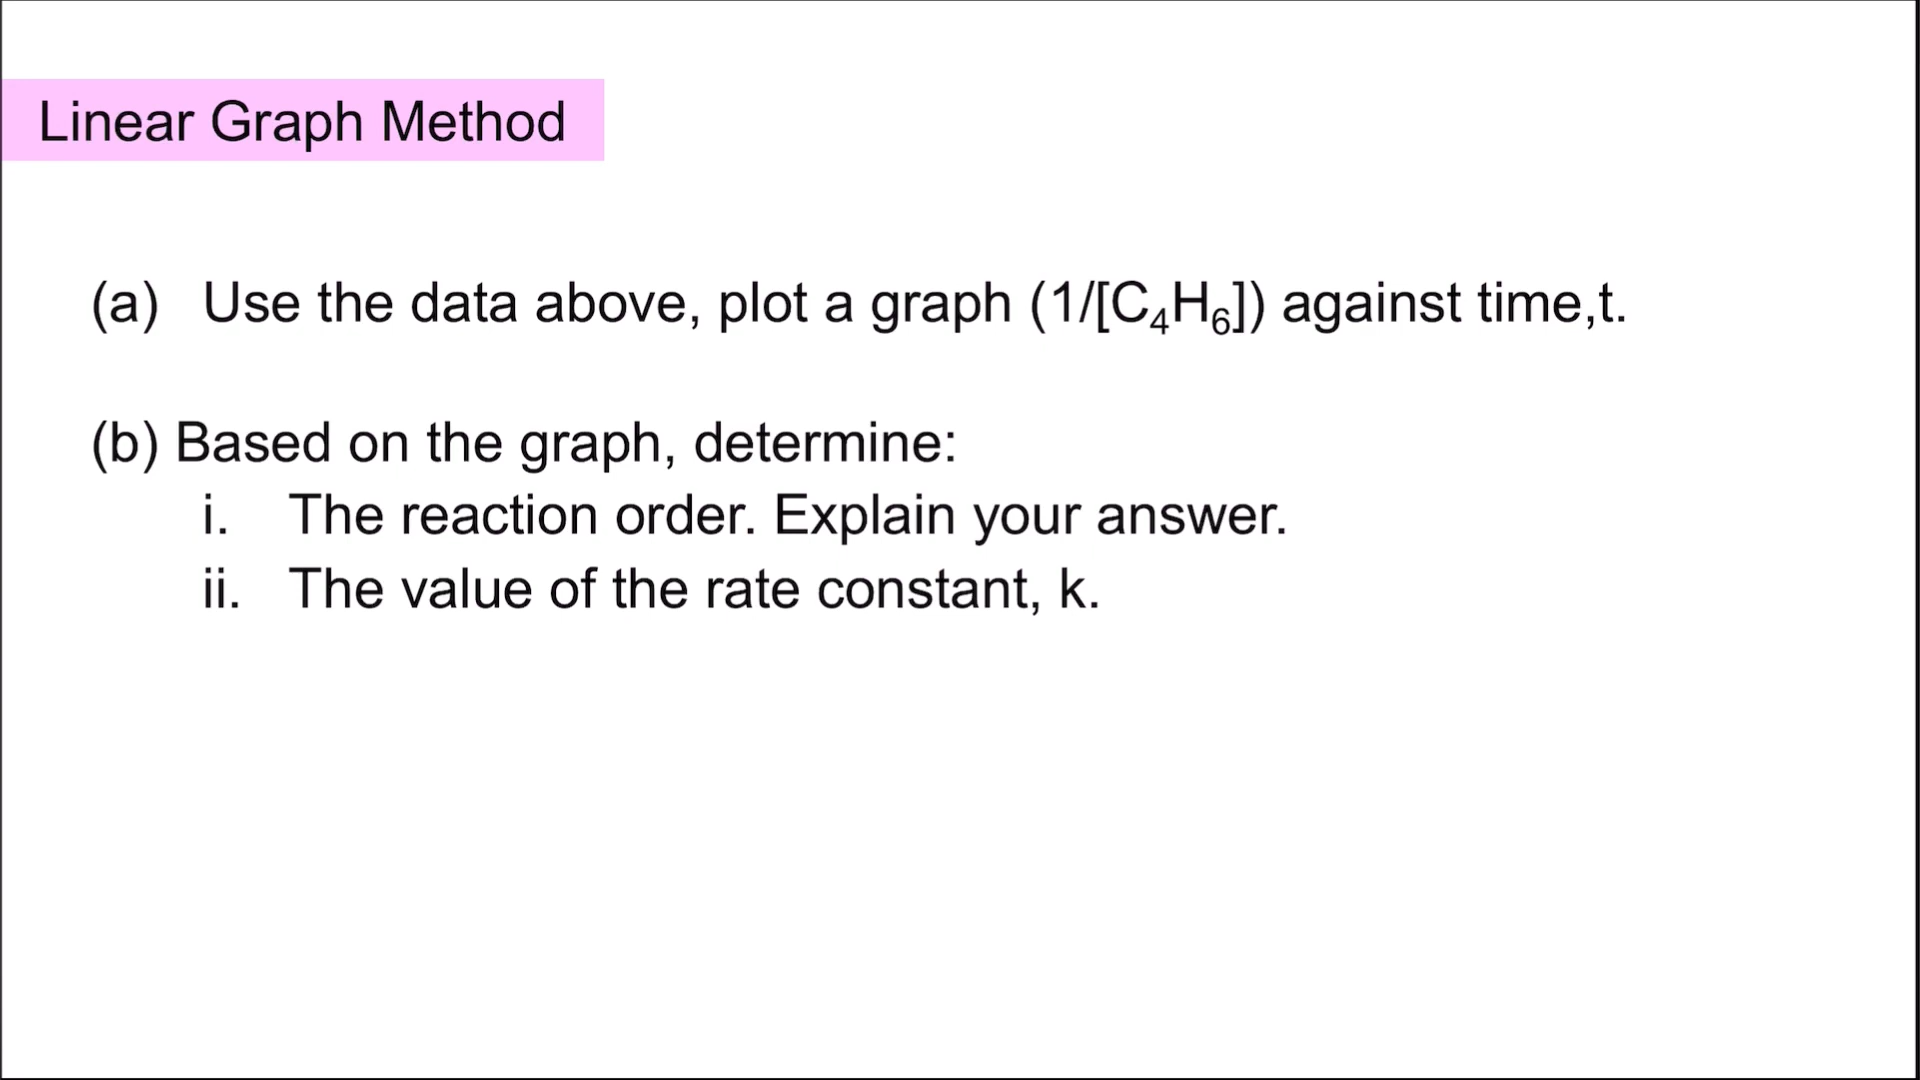 Linear Graph Method
(a) Use the data above, plot a graph (1/[C₄H₆]) against time,t.
(b) Based on the graph, determine:
i. The reaction order. Explain your answer.
ii. The value of the rate constant, k.